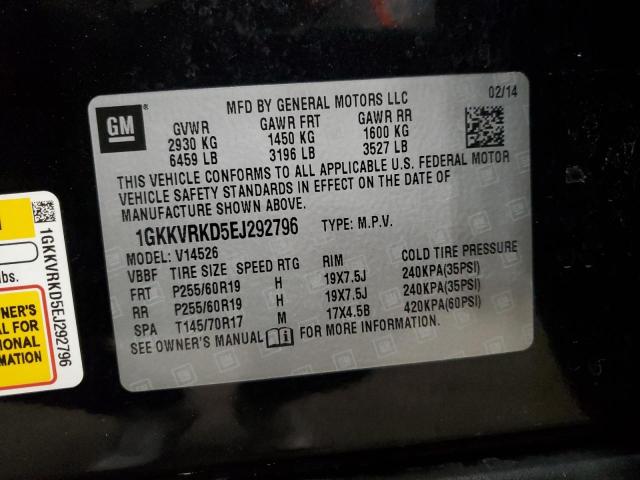 GM
MFD BY GENERAL MOTORS LLC
02/14
GVWR GAWR FRT GAWR RR
2930 KG 1450 KG 1600 KG
6459 LB 3196 LB 3527 LB
THIS VEHICLE CONFORMS TO ALL APPLICABLE U.S. FEDERAL MOTOR
VEHICLE SAFETY STANDARDS IN EFFECT ON THE DATE OF
MANUFACTURE SHOWN ABOVE.
1GKKVRKD5EJ292796 TYPE: M.P.V.
MODEL: V14526
VBBF TIRE SIZE SPEED RTG RIM COLD TIRE PRESSURE
FRT P255/60R19 H 19X7.5J 240KPA(35PSI)
RR P255/60R19 H 19X7.5J 240KPA(35PSI)
SPA T145/70R17 M 17X4.5B 420KPA(60PSI)
SEE OWNER'S MANUAL FOR MORE INFORMATION.
lbs.
OWNER'S
FOR
MATION
1GKKVRKD5EJ292796